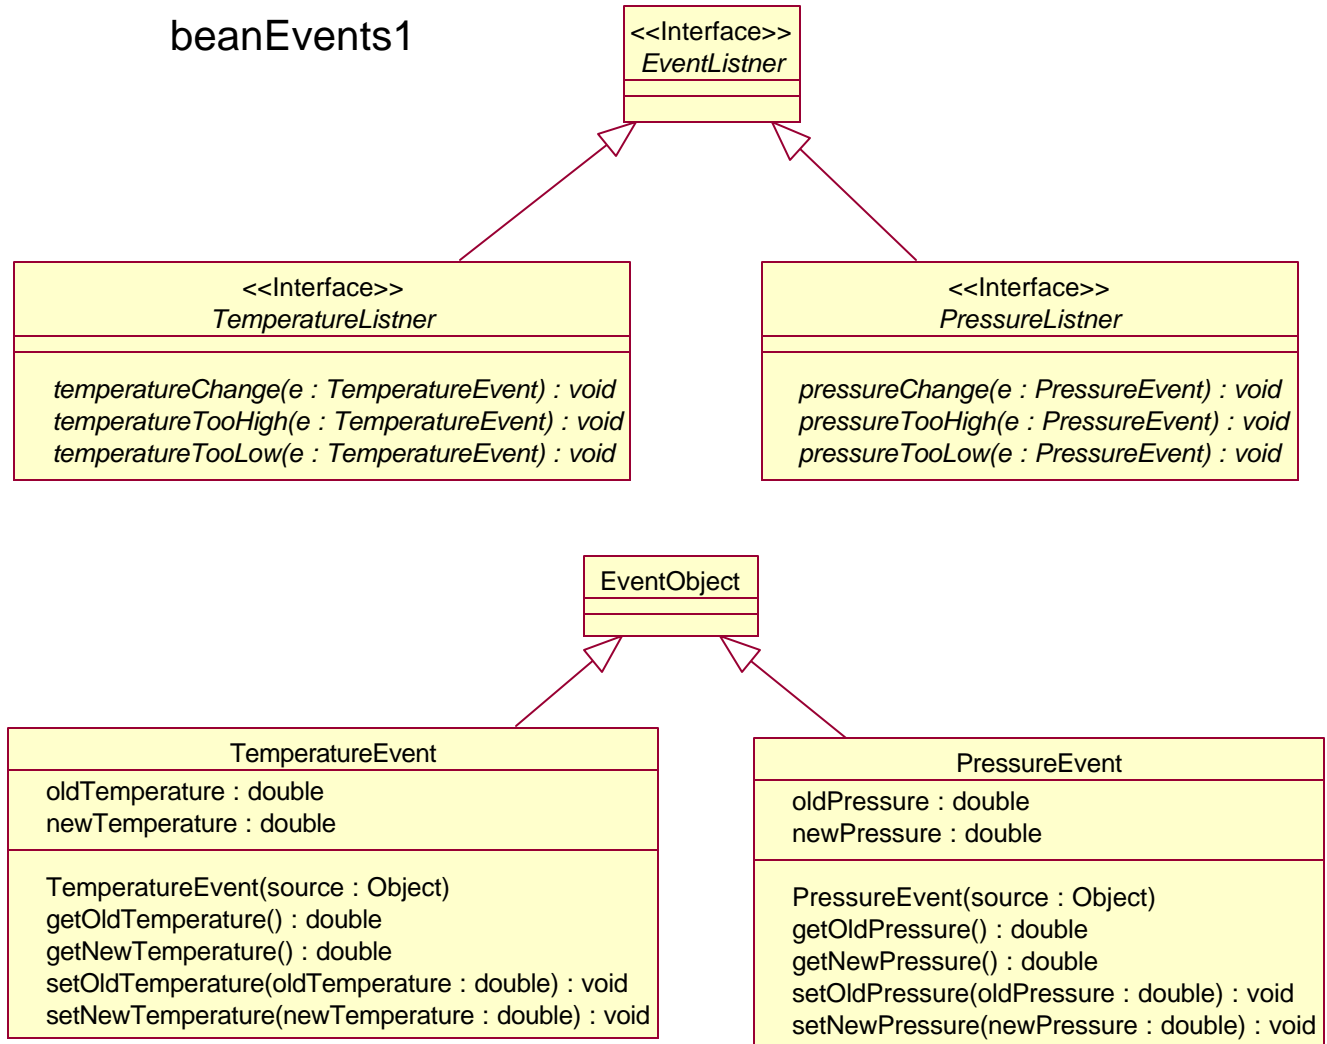 beanEvents1
<<Interface>>
EventListner
<<Interface>>
TemperatureListner
temperatureChange(e : TemperatureEvent) : void
temperatureTooHigh(e : TemperatureEvent) : void
temperatureTooLow(e : TemperatureEvent) : void
<<Interface>>
PressureListner
pressureChange(e : PressureEvent) : void
pressureTooHigh(e : PressureEvent) : void
pressureTooLow(e : PressureEvent) : void
EventObject
TemperatureEvent
oldTemperature : double
newTemperature : double
TemperatureEvent(source : Object)
getOldTemperature() : double
getNewTemperature() : double
setOldTemperature(oldTemperature : double) : void
setNewTemperature(newTemperature : double) : void
PressureEvent
oldPressure : double
newPressure : double
PressureEvent(source : Object)
getOldPressure() : double
getNewPressure() : double
setOldPressure(oldPressure : double) : void
setNewPressure(newPressure : double) : void